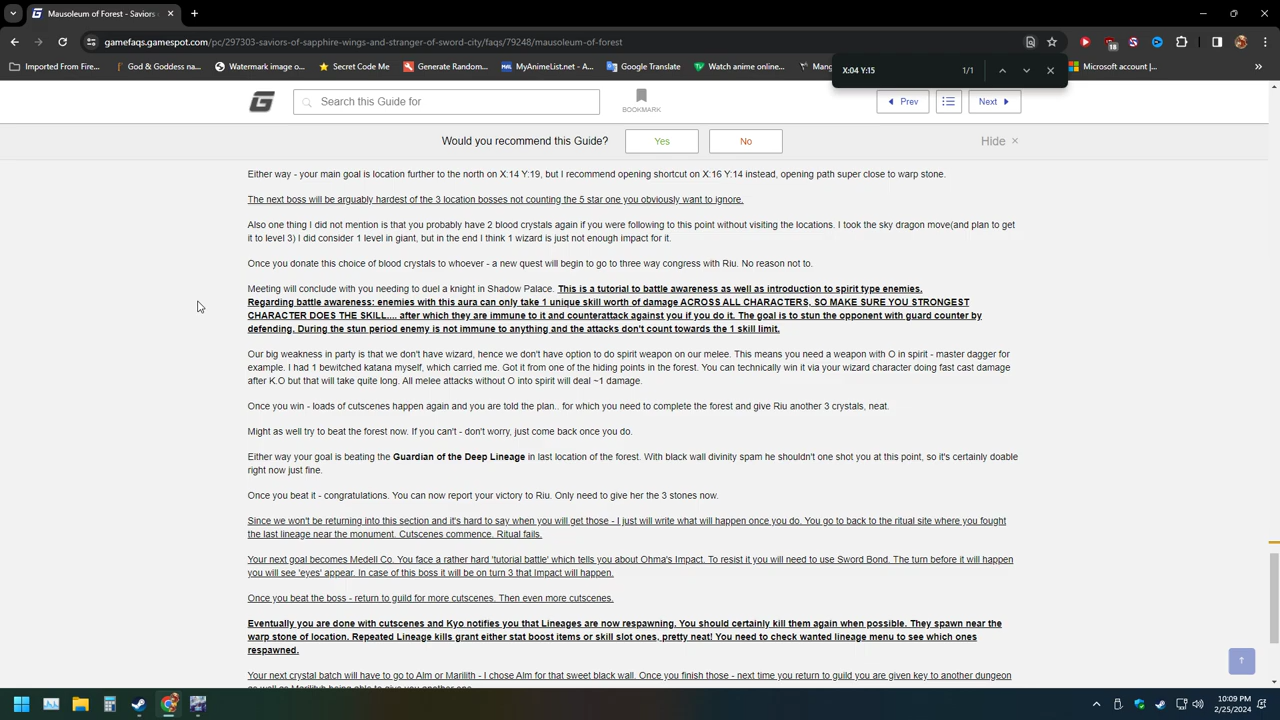 Mausoleum of Forest - Saviors o
gamefaqs.gamespot.com/pc/297303-saviors-of-sapphire-wings-and-stranger-of-sword-city/faqs/79248/mausoleum-of-forest
18
Imported From Firefo...
God & Goddess na...
Watermark image o...
Secret Code Me
Generate Random...
MyAnimeList.net - A...
Google Translate
Watch anime online...
Mang
Microsoft account |...
»
X:04 Y:15
1/1
Search this Guide for
BOOKMARK
Prev
Next
Would you recommend this Guide?
Yes
No
Hide ×
Either way - your main goal is location further to the north on X:14 Y:19, but I recommend opening shortcut on X:16 Y:14 instead, opening path super close to warp stone.
The next boss will be arguably hardest of the 3 location bosses not counting the 5 star one you obviously want to ignore.
Also one thing I did not mention is that you probably have 2 blood crystals again if you were following to this point without visiting the locations. I took the sky dragon move(and plan to get
it to level 3) I did consider 1 level in giant, but in the end I think 1 wizard is just not enough impact for it.
Once you donate this choice of blood crystals to whoever - a new quest will begin to go to three way congress with Riu. No reason not to.
Meeting will conclude with you needing to duel a knight in Shadow Palace. This is a tutorial to battle awareness as well as introduction to spirit type enemies.
Regarding battle awareness: enemies with this aura can only take 1 unique skill worth of damage ACROSS ALL CHARACTERS, SO MAKE SURE YOU STRONGEST
CHARACTER DOES THE SKILL.... after which they are immune to it and counterattack against you if you do it. The goal is to stun the opponent with guard counter by
defending. During the stun period enemy is not immune to anything and the attacks don't count towards the 1 skill limit.
Our big weakness in party is that we don't have wizard, hence we don't have option to do spirit weapon on our melee. This means you need a weapon with O in spirit - master dagger for
example. I had 1 bewitched katana myself, which carried me. Got it from one of the hiding points in the forest. You can technically win it via your wizard character doing fast cast damage
after K.O but that will take quite long. All melee attacks without O into spirit will deal ~1 damage.
Once you win - loads of cutscenes happen again and you are told the plan.. for which you need to complete the forest and give Riu another 3 crystals, neat.
Might as well try to beat the forest now. If you can't - don't worry, just come back once you do.
Either way your goal is beating the Guardian of the Deep Lineage in last location of the forest. With black wall divinity spam he shouldn't one shot you at this point, so it's certainly doable
right now just fine.
Once you beat it - congratulations. You can now report your victory to Riu. Only need to give her the 3 stones now.
Since we won't be returning into this section and it's hard to say when you will get those - I just will write what will happen once you do. You go to back to the ritual site where you fought
the last lineage near the monument. Cutscenes commence. Ritual fails.
Your next goal becomes Medell Co. You face a rather hard 'tutorial battle' which tells you about Ohma's Impact. To resist it you will need to use Sword Bond. The turn before it will happen
you will see 'eyes' appear. In case of this boss it will be on turn 3 that Impact will happen.
Once you beat the boss - return to guild for more cutscenes. Then even more cutscenes.
Eventually you are done with cutscenes and Kyo notifies you that Lineages are now respawning. You should certainly kill them again when possible. They spawn near the
warp stone of location. Repeated Lineage kills grant either stat boost items or skill slot ones, pretty neat! You need to check wanted lineage menu to see which ones
respawned.
Your next crystal batch will have to go to Alm or Marilith - I chose Alm for that sweet black wall. Once you finish those - next time you return to guild you are given key to another dungeon
10:09 PM
2/25/2024